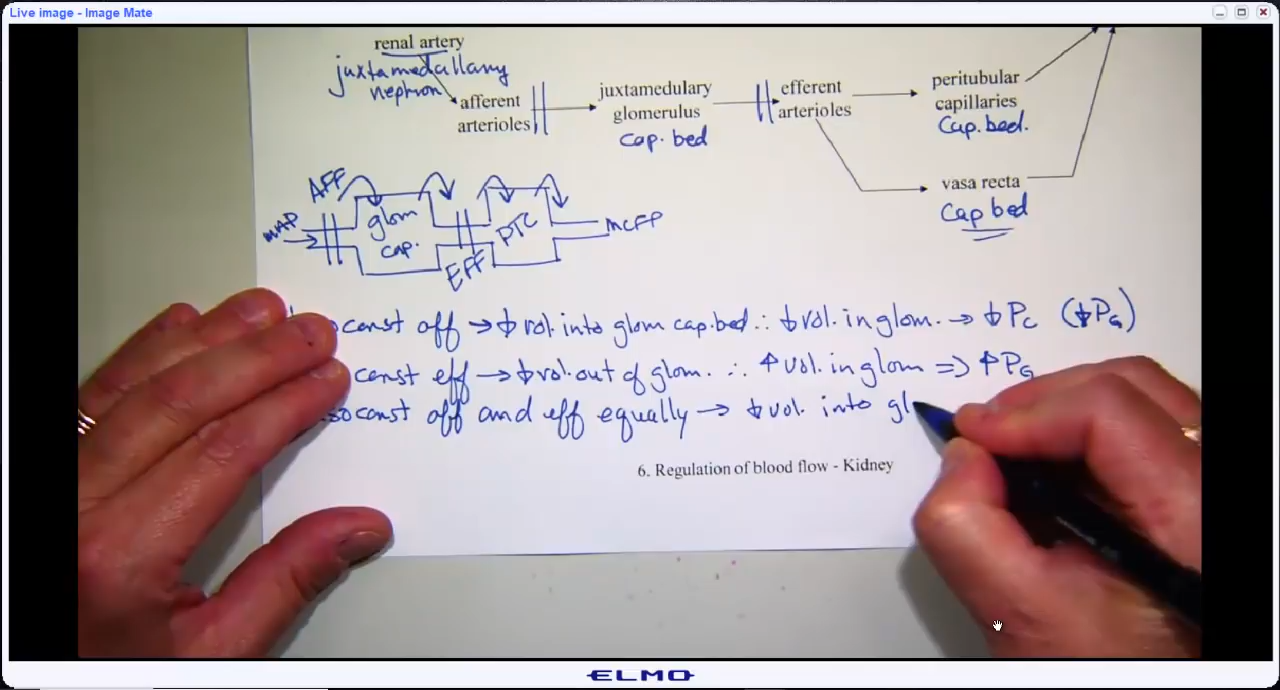 Live image - Image Mate
renal artery
juxtamedallary
nephron
afferent
arterioles
juxtamedulary
glomerulus
cap. bed
efferent
arterioles
peritubular
capillaries
Cap. bed.
vasa recta
Cap bed
AFF
MAP
glom
cap.
EFF
PTC
MCFP
const aff → ↓ vol. into glom cap. bed ∴ ↓ vol. in glom. → ↓ Pc (↓PG)
const eff → ↓ vol. out of glom. ∴ ↑ vol. in glom ⇒ ↑ PG
soconst aff and eff equally → ↓ vol. into gl
6. Regulation of blood flow - Kidney
ELMO